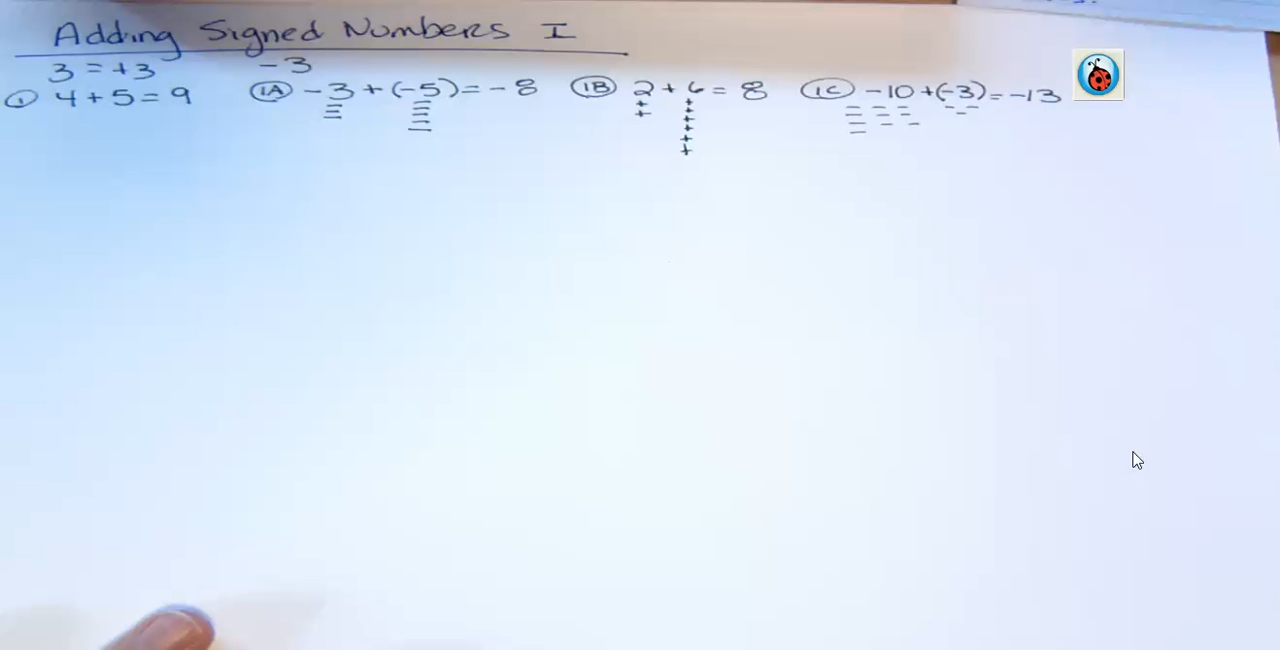 Adding Signed Numbers I
3 = +3 -3
① 4 + 5 = 9 (1A) - 3 + (-5) = - 8 (1B) 2 + 6 = 8 (1C) -10 + (-3) = -13